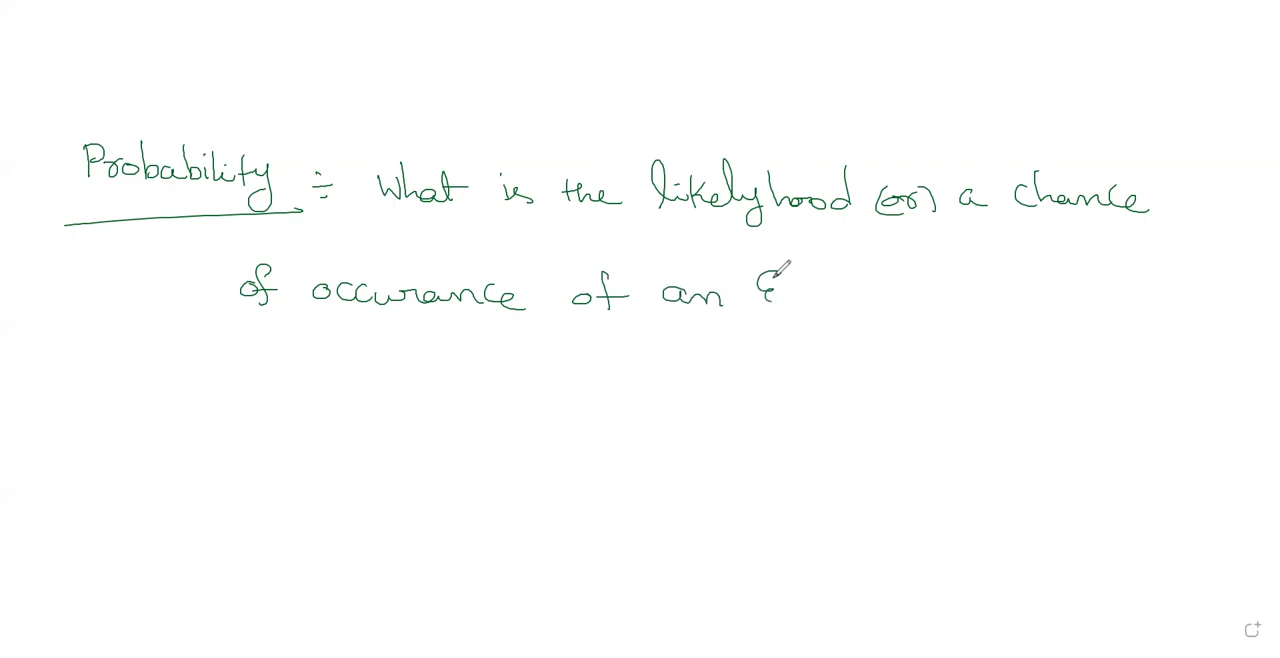 Probability ÷ What is the likelyhood (or) a chance
of occurance of an E